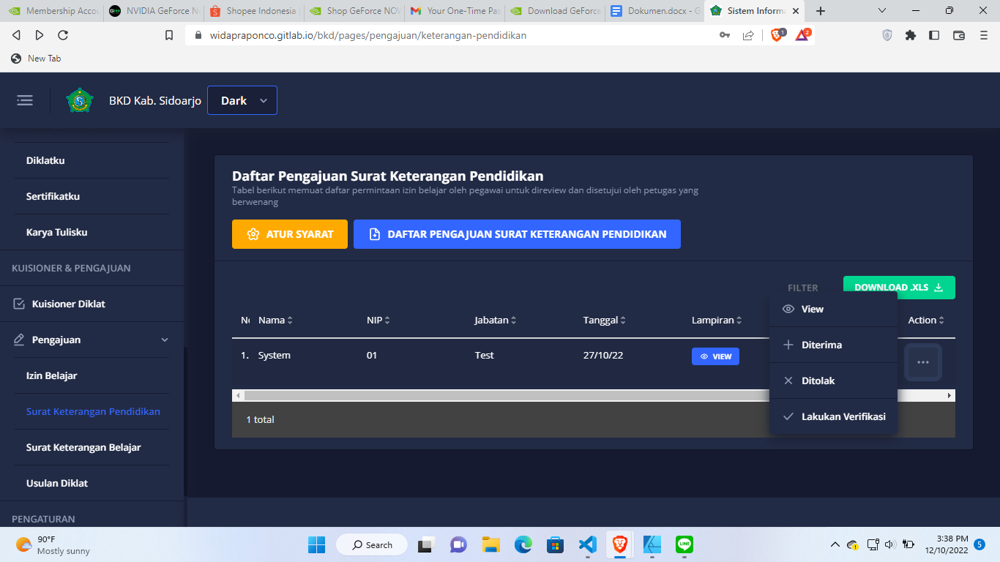 Membership Accou
NVIDIA GeForce N
Shopee Indonesia
Shop GeForce NOW
Your One-Time Pas
Download GeForce
Dokumen.docx - G
Sistem Informa
widapraponco.gitlab.io/bkd/pages/pengajuan/keterangan-pendidikan
1
2
New Tab
BKD Kab. Sidoarjo
Dark
Diklatku
Sertifikatku
Karya Tulisku
KUISIONER & PENGAJUAN
Kuisioner Diklat
Pengajuan
Izin Belajar
Surat Keterangan Pendidikan
Surat Keterangan Belajar
Usulan Diklat
PENGATURAN
Daftar Pengajuan Surat Keterangan Pendidikan
Tabel berikut memuat daftar permintaan izin belajar oleh pegawai untuk direview dan disetujui oleh petugas yang
berwenang
ATUR SYARAT
DAFTAR PENGAJUAN SURAT KETERANGAN PENDIDIKAN
FILTER
DOWNLOAD .XLS
Nama
NIP
Jabatan
Tanggal
Lampiran
Action
1.
System
01
Test
27/10/22
VIEW
1 total
View
Diterima
Ditolak
Lakukan Verifikasi
90°F
Mostly sunny
Search
LINE
3:38 PM
12/10/2022
5